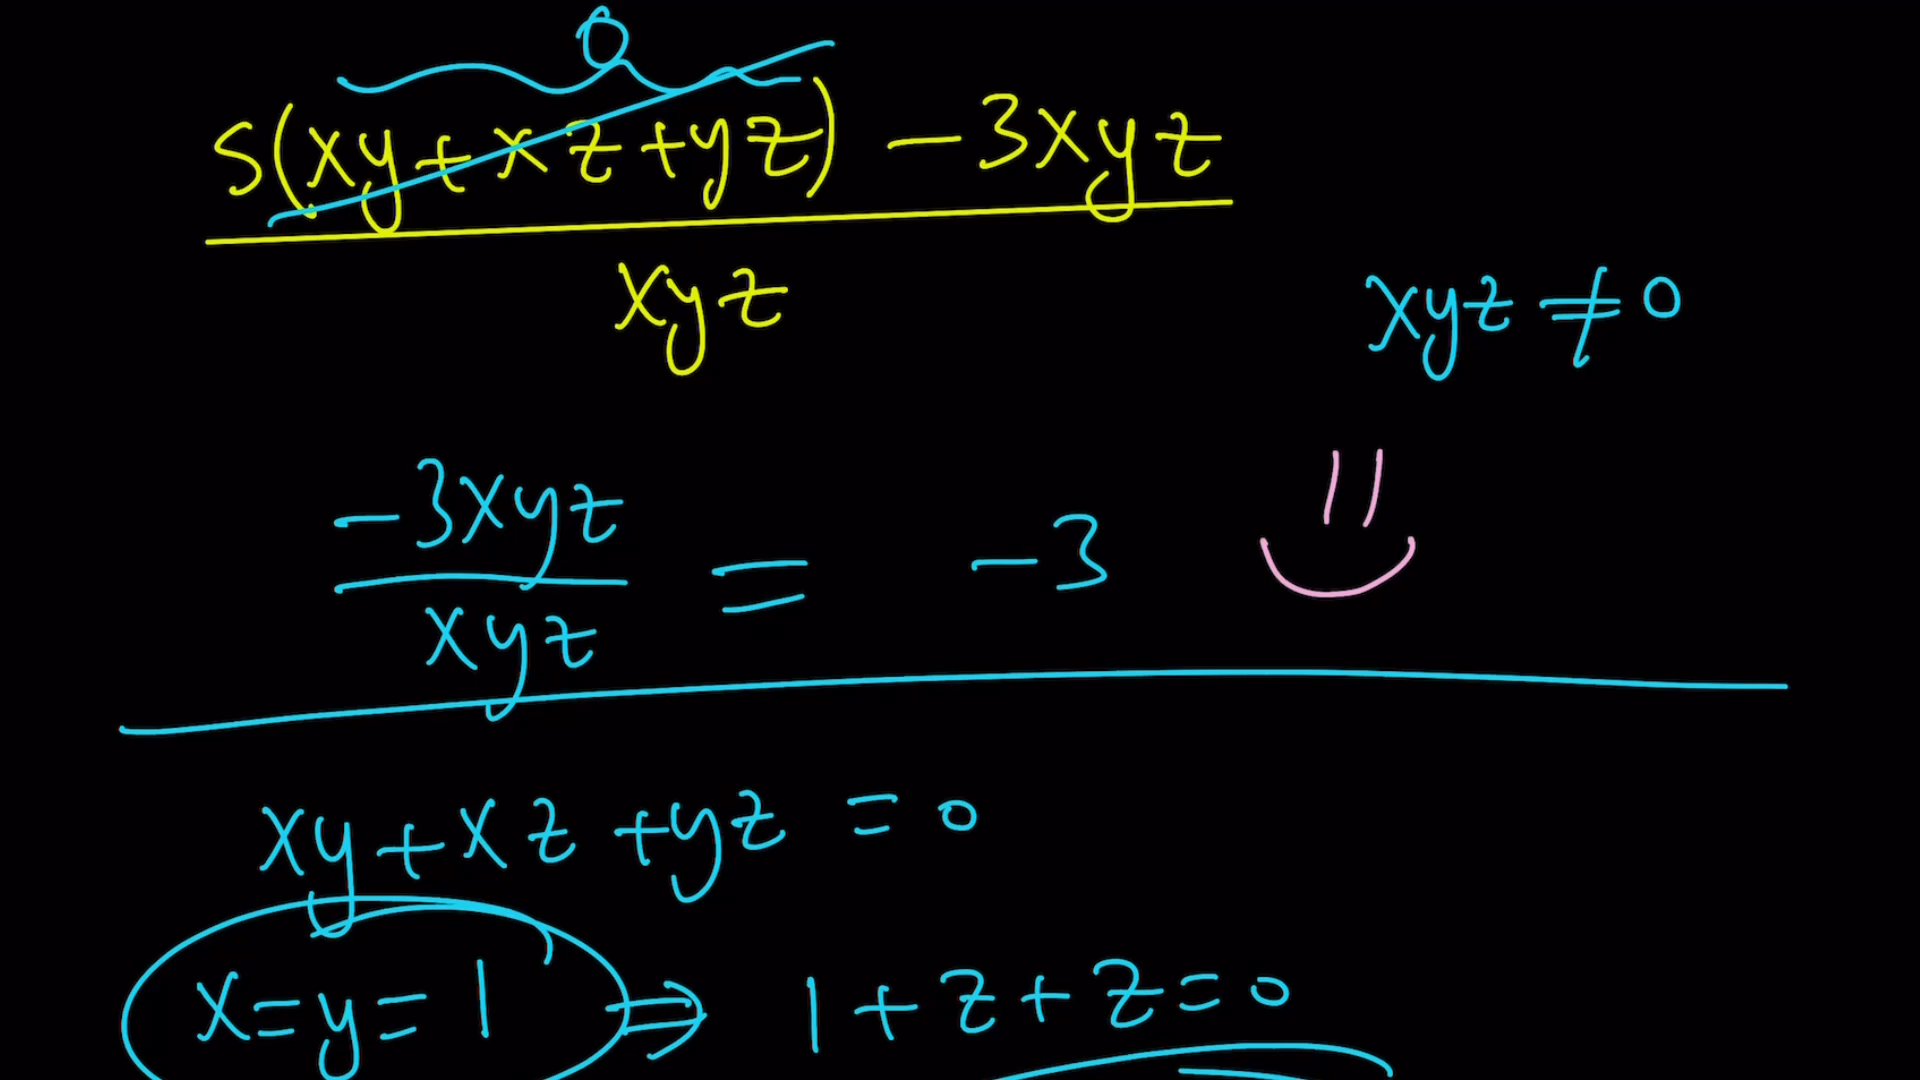 0
S(xy+xz+yz) -3xyz
xyz
xyz ≠ 0
-3xyz
xyz
= -3
xy+xz+yz = 0
x=y=1 ⇒ 1+z+z=0